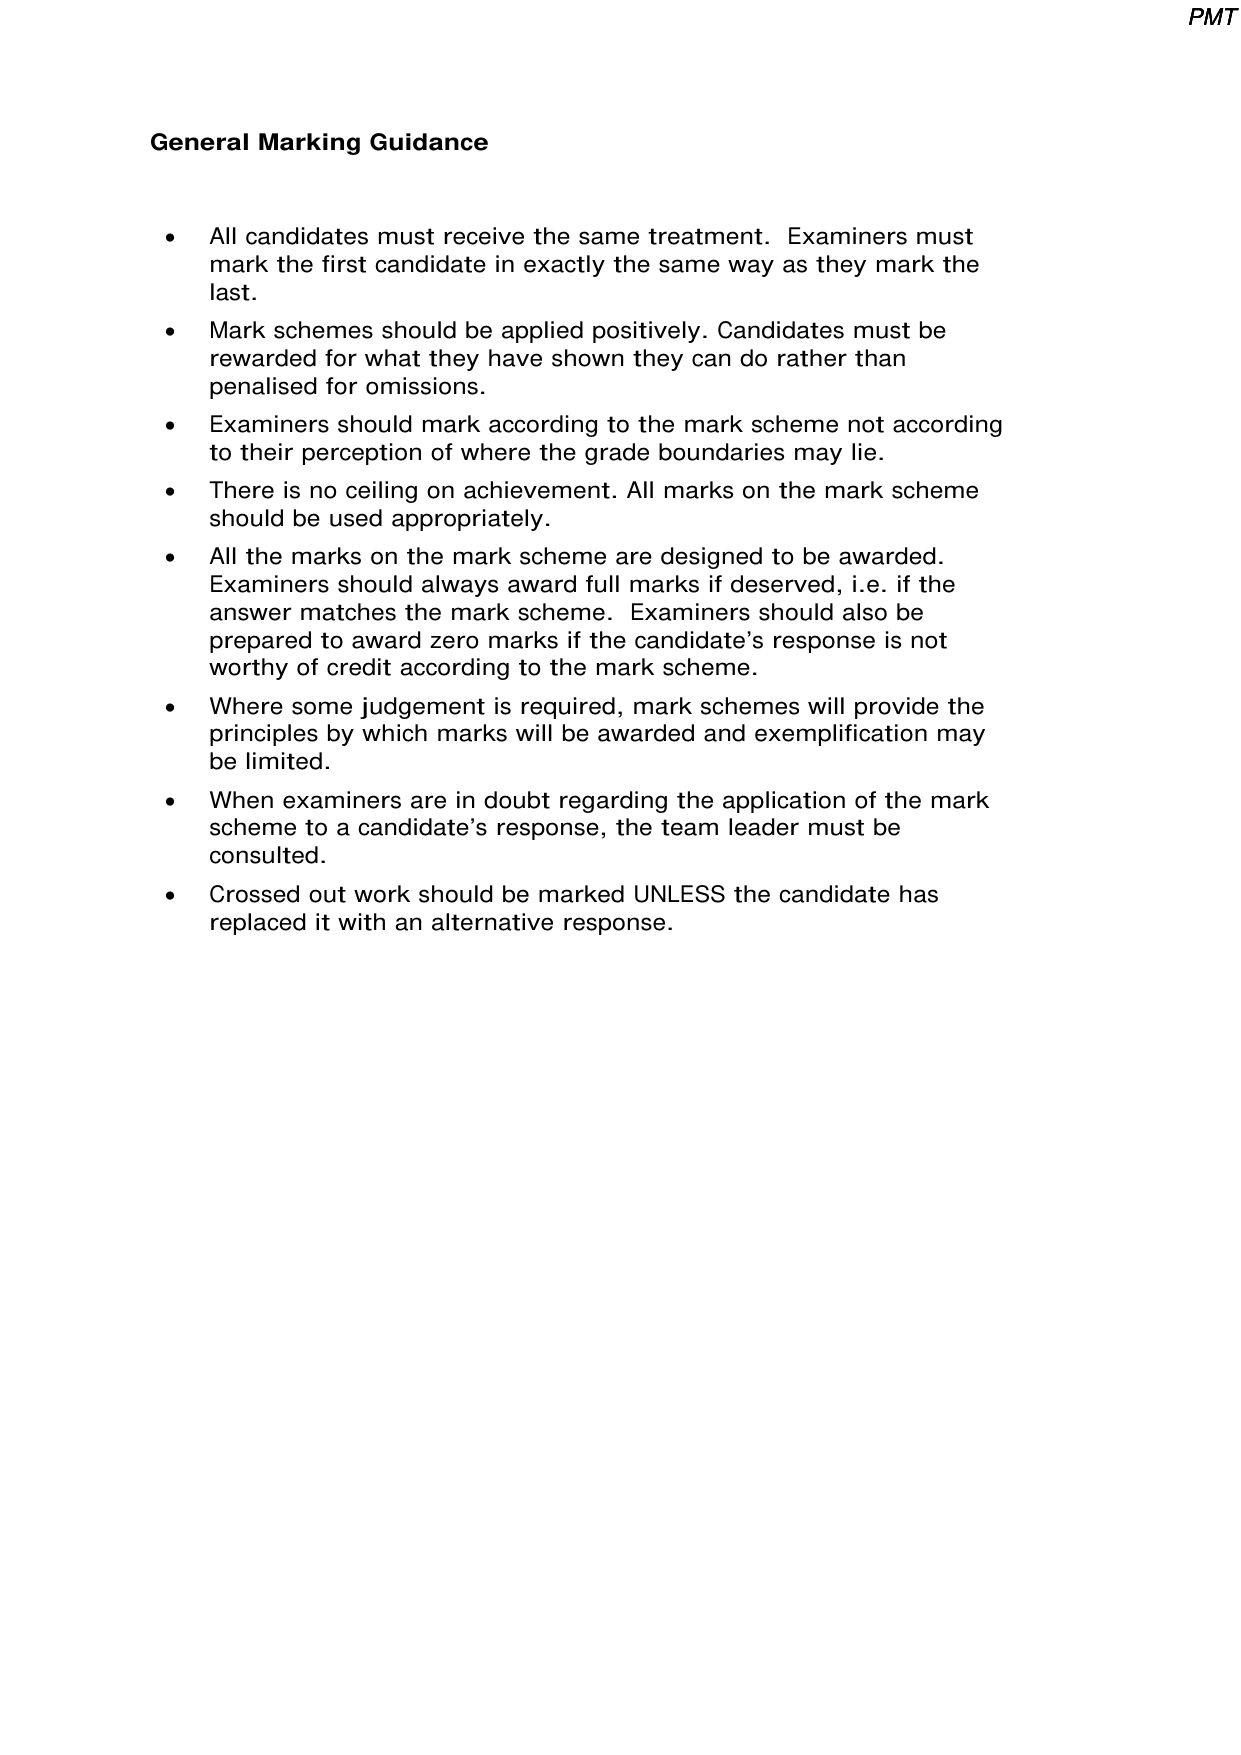 PMT
General Marking Guidance
• All candidates must receive the same treatment.  Examiners must
mark the first candidate in exactly the same way as they mark the
last.
• Mark schemes should be applied positively. Candidates must be
rewarded for what they have shown they can do rather than
penalised for omissions.
• Examiners should mark according to the mark scheme not according
to their perception of where the grade boundaries may lie.
• There is no ceiling on achievement. All marks on the mark scheme
should be used appropriately.
• All the marks on the mark scheme are designed to be awarded.
Examiners should always award full marks if deserved, i.e. if the
answer matches the mark scheme.  Examiners should also be
prepared to award zero marks if the candidate’s response is not
worthy of credit according to the mark scheme.
• Where some judgement is required, mark schemes will provide the
principles by which marks will be awarded and exemplification may
be limited.
• When examiners are in doubt regarding the application of the mark
scheme to a candidate’s response, the team leader must be
consulted.
• Crossed out work should be marked UNLESS the candidate has
replaced it with an alternative response.